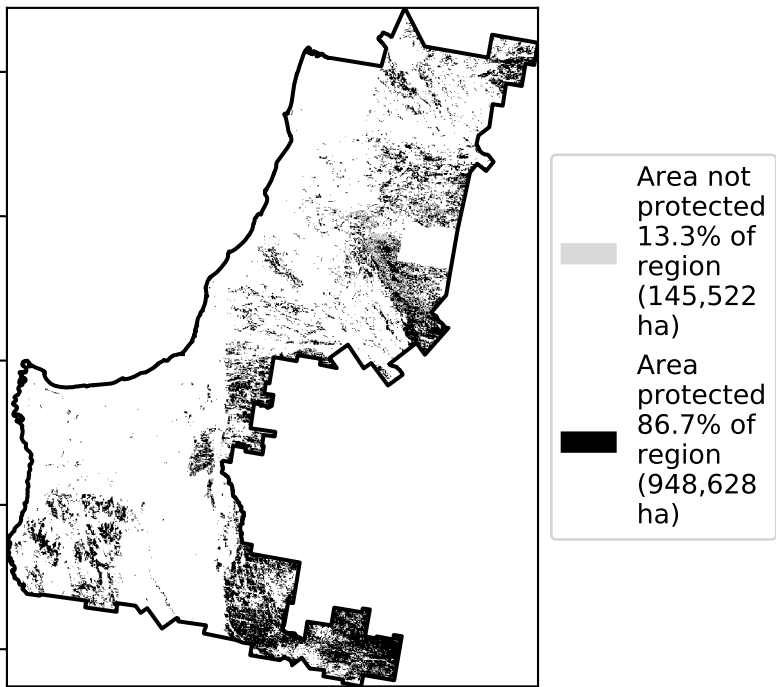 Area not
protected
13.3% of
region
(145,522
ha)
Area
protected
86.7% of
region
(948,628
ha)